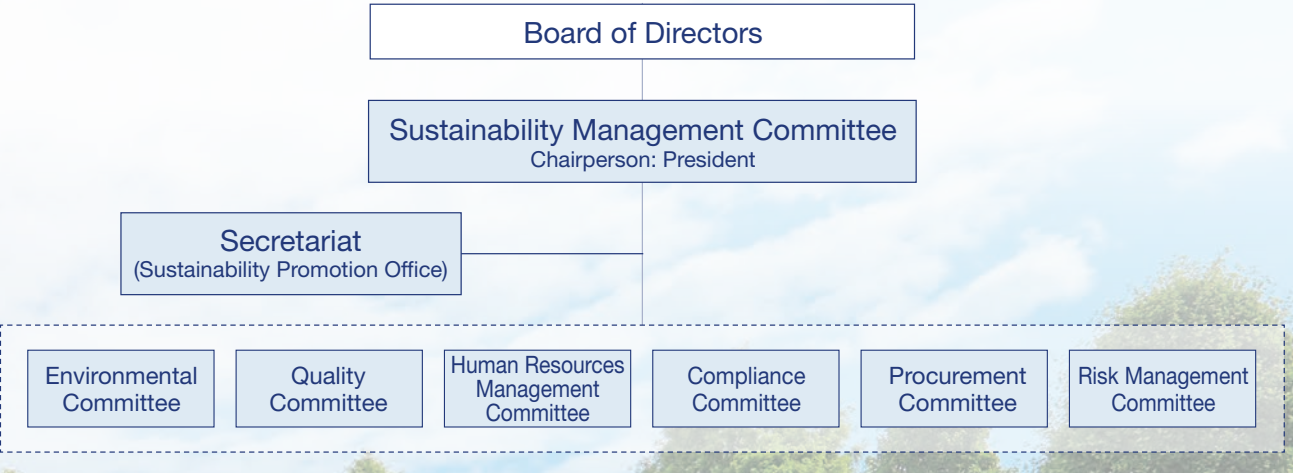 Board of Directors
Sustainability Management Committee
Chairperson: President
Secretariat
(Sustainability Promotion Office)
Environmental
Committee
Quality
Committee
Human Resources
Management
Committee
Compliance
Committee
Procurement
Committee
Risk Management
Committee